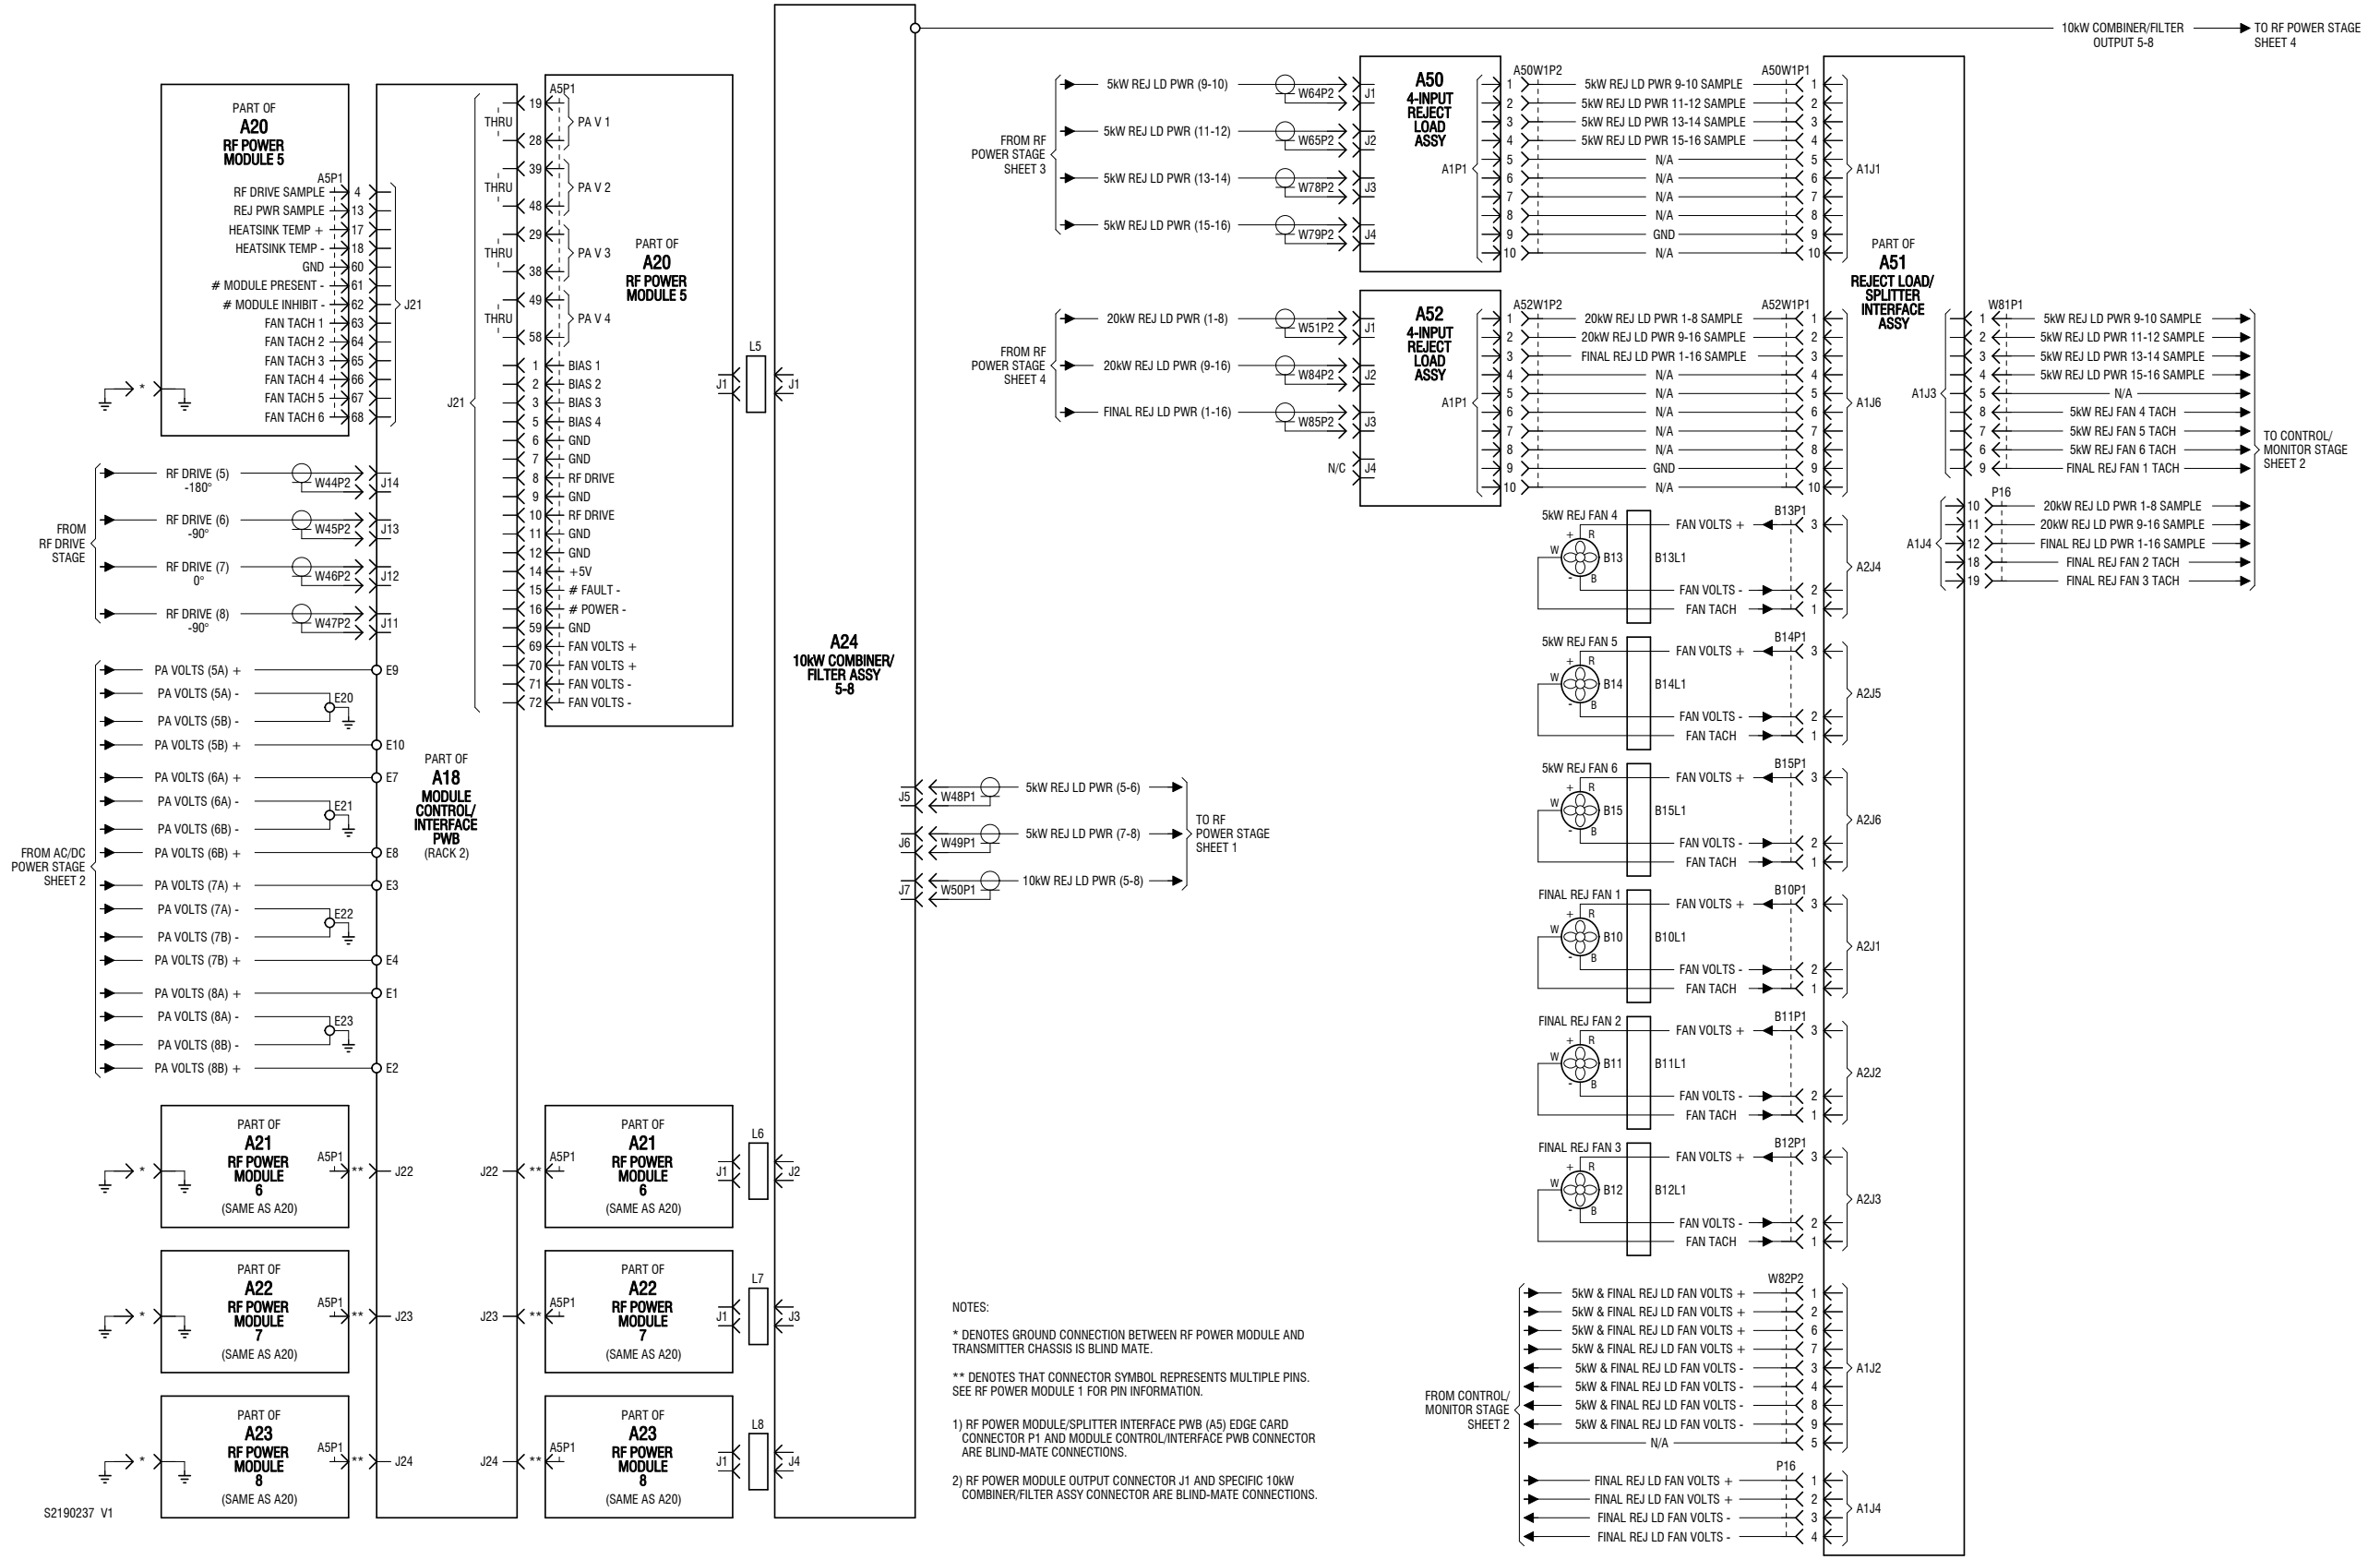 10kW COMBINER/FILTER
OUTPUT 5-8
TO RF POWER STAGE
SHEET 4
PART OF
A20
RF POWER
MODULE 5
A5P1
RF DRIVE SAMPLE 4
REJ PWR SAMPLE 13
HEATSINK TEMP + 17
HEATSINK TEMP - 18
GND 60
# MODULE PRESENT - 61
# MODULE INHIBIT - 62
FAN TACH 1 63
FAN TACH 2 64
FAN TACH 3 65
FAN TACH 4 66
FAN TACH 5 67
FAN TACH 6 68
J21
*
FROM
RF DRIVE
STAGE
RF DRIVE (5)
-180°
W44P2 J14
RF DRIVE (6)
-90°
W45P2 J13
RF DRIVE (7)
0°
W46P2 J12
RF DRIVE (8)
-90°
W47P2 J11
FROM AC/DC
POWER STAGE
SHEET 2
PA VOLTS (5A) + E9
PA VOLTS (5A) - E20
PA VOLTS (5B) -
PA VOLTS (5B) + E10
PA VOLTS (6A) + E7
PA VOLTS (6A) - E21
PA VOLTS (6B) -
PA VOLTS (6B) + E8
PA VOLTS (7A) + E3
PA VOLTS (7A) - E22
PA VOLTS (7B) -
PA VOLTS (7B) + E4
PA VOLTS (8A) + E1
PA VOLTS (8A) - E23
PA VOLTS (8B) -
PA VOLTS (8B) + E2
PART OF
A18
MODULE
CONTROL/
INTERFACE
PWB
(RACK 2)
PART OF
A21
RF POWER
MODULE
6
(SAME AS A20)
* A5P1 ** J22
PART OF
A22
RF POWER
MODULE
7
(SAME AS A20)
* A5P1 ** J23
PART OF
A23
RF POWER
MODULE
8
(SAME AS A20)
* A5P1 ** J24
S2190237 V1
J21
A5P1
19
THRU PA V 1
28
39
THRU PA V 2
48
29
THRU PA V 3
38
49
THRU PA V 4
58
1 BIAS 1
2 BIAS 2
3 BIAS 3
5 BIAS 4
6 GND
7 GND
8 RF DRIVE
9 GND
10 RF DRIVE
11 GND
12 GND
14 +5V
15 # FAULT -
16 # POWER -
59 GND
69 FAN VOLTS +
70 FAN VOLTS +
71 FAN VOLTS -
72 FAN VOLTS -
PART OF
A20
RF POWER
MODULE 5
L5
J1 J1
J22 ** A5P1
PART OF
A21
RF POWER
MODULE
6
(SAME AS A20)
L6
J1 J2
J23 ** A5P1
PART OF
A22
RF POWER
MODULE
7
(SAME AS A20)
L7
J1 J3
J24 ** A5P1
PART OF
A23
RF POWER
MODULE
8
(SAME AS A20)
L8
J1 J4
A24
10kW COMBINER/
FILTER ASSY
5-8
J5 W48P1 5kW REJ LD PWR (5-6)
J6 W49P1 5kW REJ LD PWR (7-8)
J7 W50P1 10kW REJ LD PWR (5-8)
TO RF
POWER STAGE
SHEET 1
NOTES:
* DENOTES GROUND CONNECTION BETWEEN RF POWER MODULE AND
TRANSMITTER CHASSIS IS BLIND MATE.
** DENOTES THAT CONNECTOR SYMBOL REPRESENTS MULTIPLE PINS.
SEE RF POWER MODULE 1 FOR PIN INFORMATION.
1) RF POWER MODULE/SPLITTER INTERFACE PWB (A5) EDGE CARD
CONNECTOR P1 AND MODULE CONTROL/INTERFACE PWB CONNECTOR
ARE BLIND-MATE CONNECTIONS.
2) RF POWER MODULE OUTPUT CONNECTOR J1 AND SPECIFIC 10kW
COMBINER/FILTER ASSY CONNECTOR ARE BLIND-MATE CONNECTIONS.
FROM RF
POWER STAGE
SHEET 3
5kW REJ LD PWR (9-10) W64P2 J1
5kW REJ LD PWR (11-12) W65P2 J2
5kW REJ LD PWR (13-14) W78P2 J3
5kW REJ LD PWR (15-16) W79P2 J4
A50
4-INPUT
REJECT
LOAD
ASSY
A1P1
A50W1P2 A50W1P1
1 5kW REJ LD PWR 9-10 SAMPLE 1
2 5kW REJ LD PWR 11-12 SAMPLE 2
3 5kW REJ LD PWR 13-14 SAMPLE 3
4 5kW REJ LD PWR 15-16 SAMPLE 4
5 N/A 5
6 N/A 6
7 N/A 7
8 N/A 8
9 GND 9
10 N/A 10
A1J1
FROM RF
POWER STAGE
SHEET 4
20kW REJ LD PWR (1-8) W51P2 J1
20kW REJ LD PWR (9-16) W84P2 J2
FINAL REJ LD PWR (1-16) W85P2 J3
N/C J4
A52
4-INPUT
REJECT
LOAD
ASSY
A1P1
A52W1P2 A52W1P1
1 20kW REJ LD PWR 1-8 SAMPLE 1
2 20kW REJ LD PWR 9-16 SAMPLE 2
3 FINAL REJ LD PWR 1-16 SAMPLE 3
4 N/A 4
5 N/A 5
6 N/A 6
7 N/A 7
8 N/A 8
9 GND 9
10 N/A 10
A1J6
PART OF
A51
REJECT LOAD/
SPLITTER
INTERFACE
ASSY
W81P1
1 5kW REJ LD PWR 9-10 SAMPLE
2 5kW REJ LD PWR 11-12 SAMPLE
3 5kW REJ LD PWR 13-14 SAMPLE
4 5kW REJ LD PWR 15-16 SAMPLE
A1J3 5 N/A
8 5kW REJ FAN 4 TACH
7 5kW REJ FAN 5 TACH
6 5kW REJ FAN 6 TACH
9 FINAL REJ FAN 1 TACH
P16
10 20kW REJ LD PWR 1-8 SAMPLE
11 20kW REJ LD PWR 9-16 SAMPLE
A1J4 12 FINAL REJ LD PWR 1-16 SAMPLE
18 FINAL REJ FAN 2 TACH
19 FINAL REJ FAN 3 TACH
TO CONTROL/
MONITOR STAGE
SHEET 2
5kW REJ FAN 4 B13P1
+ R FAN VOLTS + 3
W B13 B13L1 A2J4
- B FAN VOLTS - 2
FAN TACH 1
5kW REJ FAN 5 B14P1
+ R FAN VOLTS + 3
W B14 B14L1 A2J5
- B FAN VOLTS - 2
FAN TACH 1
5kW REJ FAN 6 B15P1
+ R FAN VOLTS + 3
W B15 B15L1 A2J6
- B FAN VOLTS - 2
FAN TACH 1
FINAL REJ FAN 1 B10P1
+ R FAN VOLTS + 3
W B10 B10L1 A2J1
- B FAN VOLTS - 2
FAN TACH 1
FINAL REJ FAN 2 B11P1
+ R FAN VOLTS + 3
W B11 B11L1 A2J2
- B FAN VOLTS - 2
FAN TACH 1
FINAL REJ FAN 3 B12P1
+ R FAN VOLTS + 3
W B12 B12L1 A2J3
- B FAN VOLTS - 2
FAN TACH 1
W82P2
5kW & FINAL REJ LD FAN VOLTS + 1
5kW & FINAL REJ LD FAN VOLTS + 2
5kW & FINAL REJ LD FAN VOLTS + 6
5kW & FINAL REJ LD FAN VOLTS + 7
5kW & FINAL REJ LD FAN VOLTS - 3 A1J2
5kW & FINAL REJ LD FAN VOLTS - 4
5kW & FINAL REJ LD FAN VOLTS - 8
5kW & FINAL REJ LD FAN VOLTS - 9
N/A 5
FROM CONTROL/
MONITOR STAGE
SHEET 2
P16
FINAL REJ LD FAN VOLTS + 1
FINAL REJ LD FAN VOLTS + 2
FINAL REJ LD FAN VOLTS - 3
FINAL REJ LD FAN VOLTS - 4
A1J4